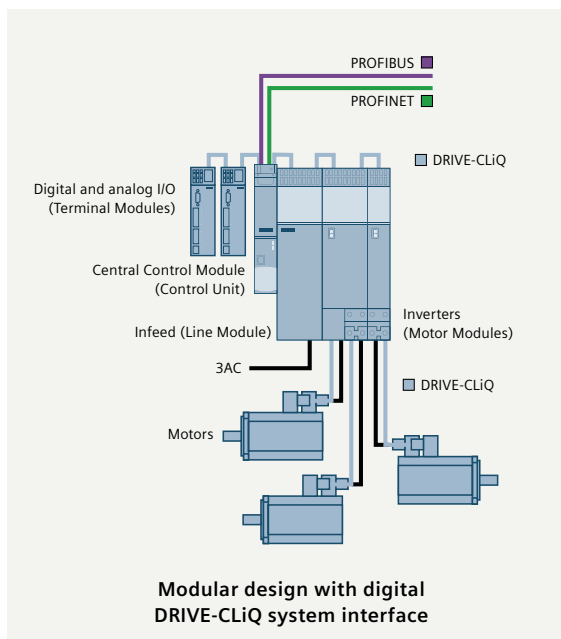 PROFIBUS
PROFINET
DRIVE-CLiQ
Digital and analog I/O
(Terminal Modules)
Central Control Module
(Control Unit)
Infeed (Line Module)
Inverters
(Motor Modules)
3AC
DRIVE-CLiQ
Motors
Modular design with digital
DRIVE-CLiQ system interface